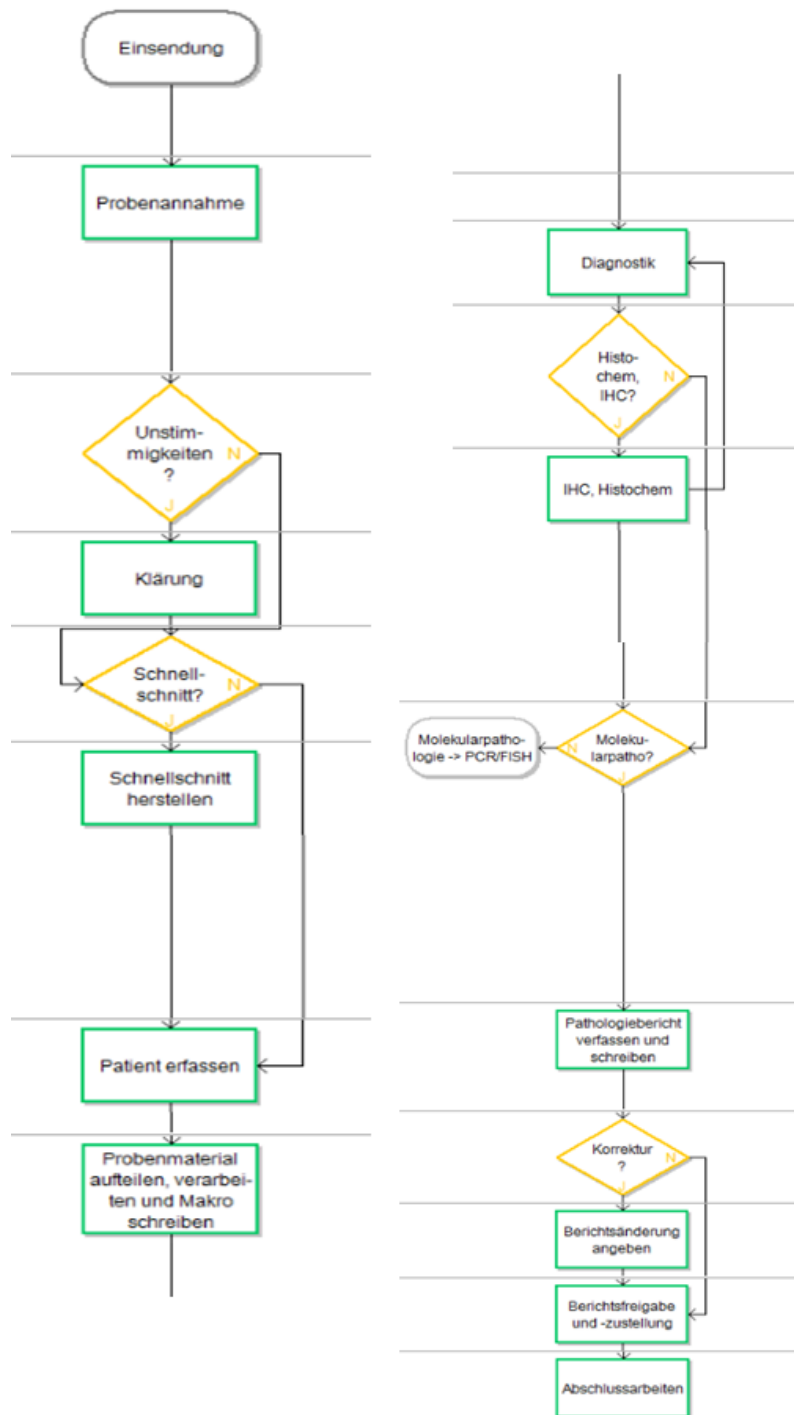 Einsendung
Probenannahme
Unstim-
migkeiten
?
N
J
Klärung
Schnell-
schnitt?
N
J
Schnellschnitt
herstellen
Patient erfassen
Probenmaterial
aufteilen, verarbei-
ten und Makro
schreiben
Diagnostik
Histo-
chem,
IHC?
N
J
IHC, Histochem
Moleku-
larpatho?
N
J
Molekularpatho-
logie -> PCR/FISH
Pathologiebericht
verfassen und
schreiben
Korrektur
?
N
J
Berichtsänderung
angeben
Berichtsfreigabe
und -zustellung
Abschlussarbeiten